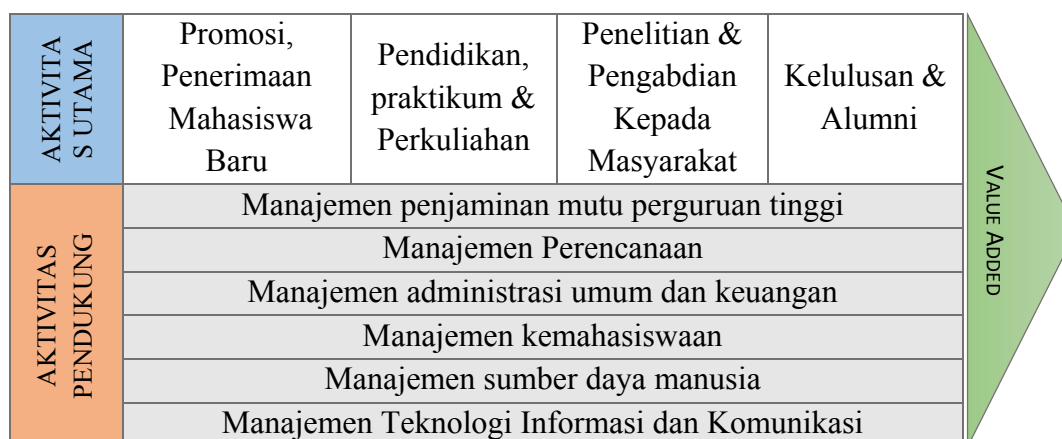 AKTIVITA
S UTAMA
Promosi,
Penerimaan
Mahasiswa
Baru
Pendidikan,
praktikum &
Perkuliahan
Penelitian &
Pengabdian
Kepada
Masyarakat
Kelulusan &
Alumni
AKTIVITAS
PENDUKUNG
Manajemen penjaminan mutu perguruan tinggi
Manajemen Perencanaan
Manajemen administrasi umum dan keuangan
Manajemen kemahasiswaan
Manajemen sumber daya manusia
Manajemen Teknologi Informasi dan Komunikasi
VALUE ADDED